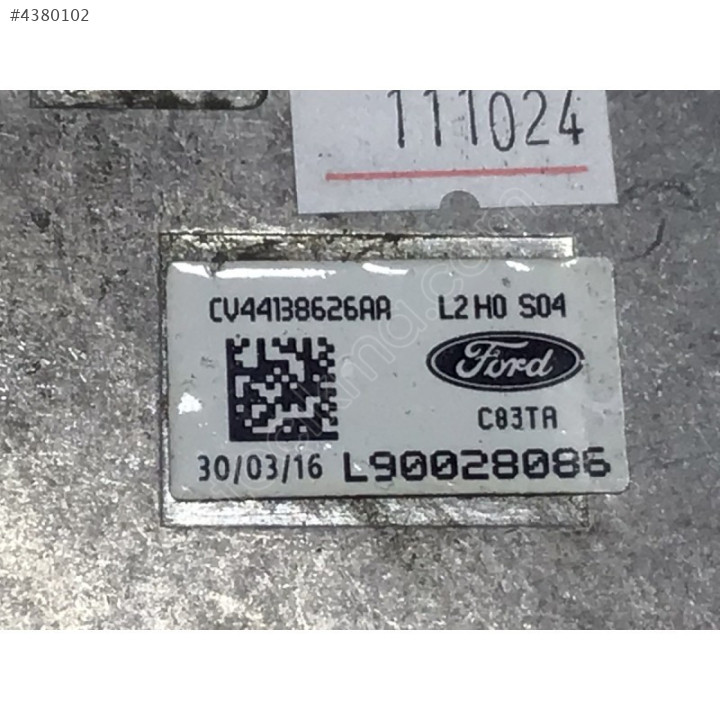 #4380102
111024
CV44138626AA L2 H0 S04
Ford
C83TA
30/03/16 L90028086